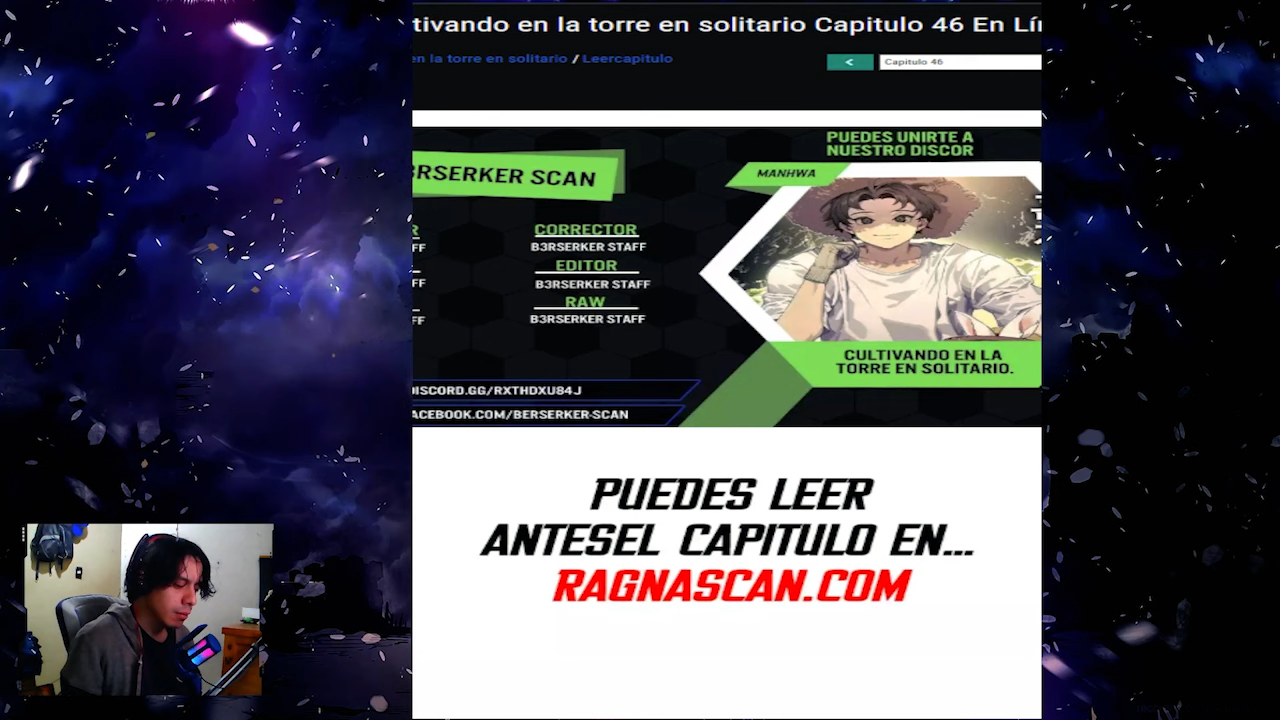 tivando en la torre en solitario Capitulo 46 En Lí
en la torre en solitario / Leercapitulo
<
Capitulo 46
PUEDES UNIRTE A
NUESTRO DISCOR
3RSERKER SCAN
MANHWA
CORRECTOR
B3RSERKER STAFF
EDITOR
B3RSERKER STAFF
RAW
B3RSERKER STAFF
CULTIVANDO EN LA
TORRE EN SOLITARIO.
DISCORD.GG/RXTHDXU84J
ACEBOOK.COM/BERSERKER-SCAN
PUEDES LEER
ANTESEL CAPITULO EN...
RAGNASCAN.COM